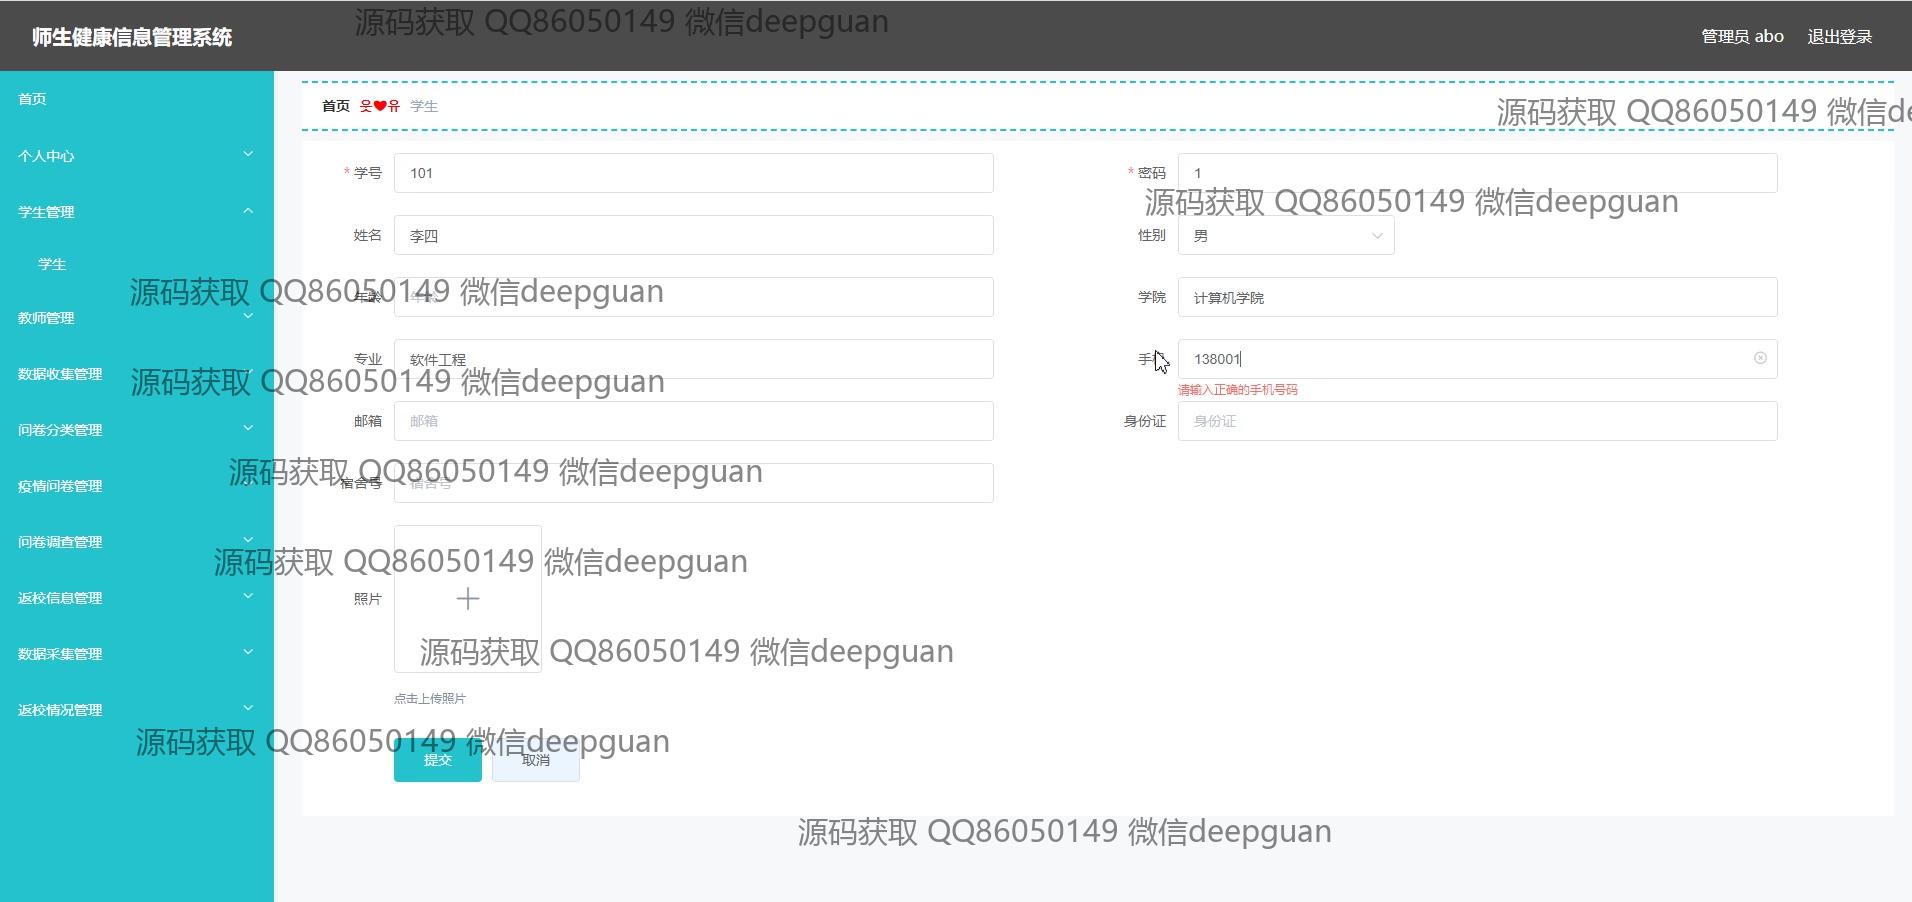 师生健康信息管理系统
源码获取 QQ86050149 微信deepguan
管理员 abo
退出登录
首页
个人中心
学生管理
学生
教师管理
数据收集管理
问卷分类管理
疫情问卷管理
问卷调查管理
返校信息管理
数据采集管理
返校情况管理
首页 웃❤유 学生
源码获取 QQ86050149 微信de
* 学号 101
* 密码 1
源码获取 QQ86050149 微信deepguan
姓名 李四
性别 男
源码获取 QQ86050149 微信deepguan
年龄 年龄
学院 计算机学院
专业 软件工程
手机 138001
请输入正确的手机号码
源码获取 QQ86050149 微信deepguan
邮箱 邮箱
身份证 身份证
源码获取 QQ86050149 微信deepguan
宿舍号 宿舍号
源码获取 QQ86050149 微信deepguan
照片
源码获取 QQ86050149 微信deepguan
点击上传照片
源码获取 QQ86050149 微信deepguan
提交
取消
源码获取 QQ86050149 微信deepguan